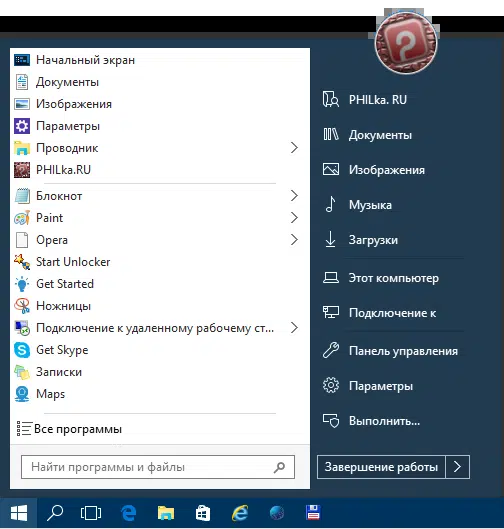 Начальный экран
Документы
Изображения
Параметры
Проводник
PHILka.RU
Блокнот
Paint
Opera
Start Unlocker
Get Started
Ножницы
Подключение к удаленному рабочему ст...
Get Skype
Записки
Maps
Все программы
Найти программы и файлы
PHILka. RU
Документы
Изображения
Музыка
Загрузки
Этот компьютер
Подключение к
Панель управления
Параметры
Выполнить...
Завершение работы